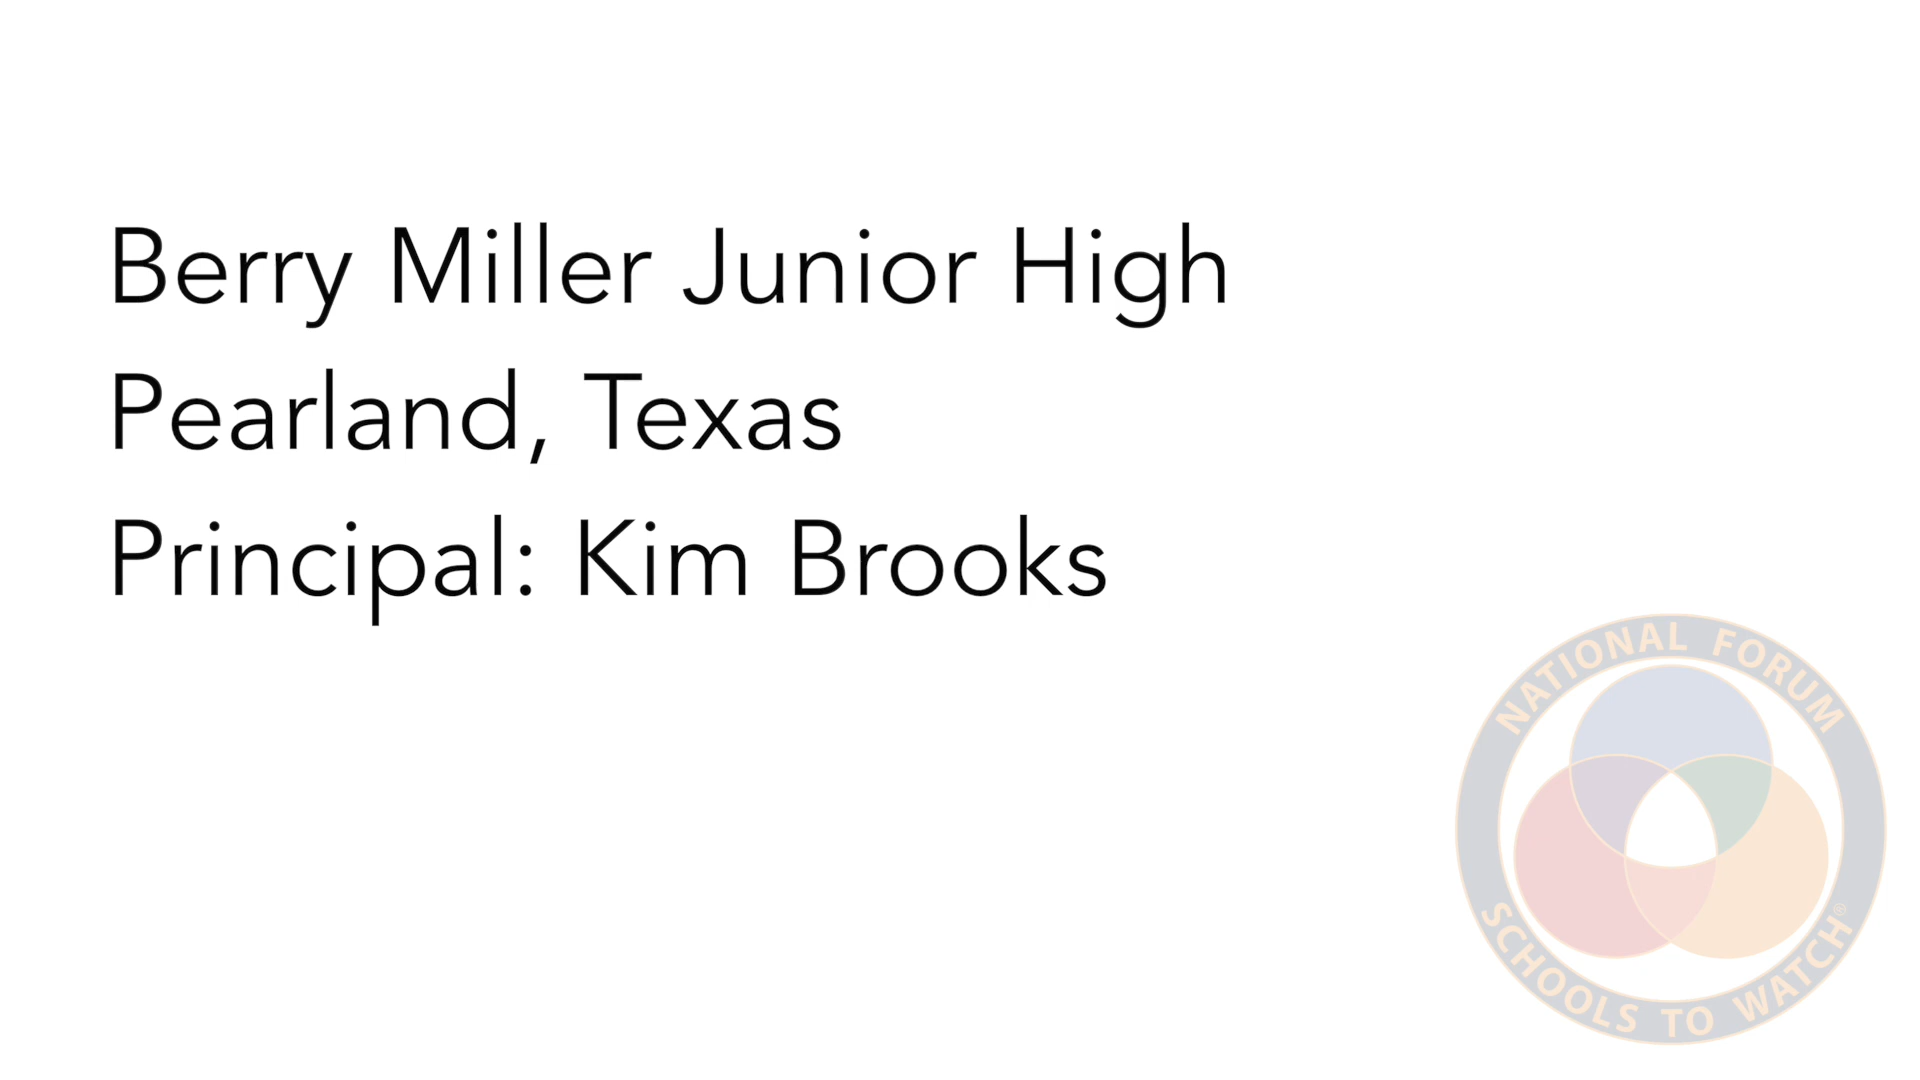 Berry Miller Junior High
Pearland, Texas
Principal: Kim Brooks
NATIONAL FORUM
SCHOOLS TO WATCH®